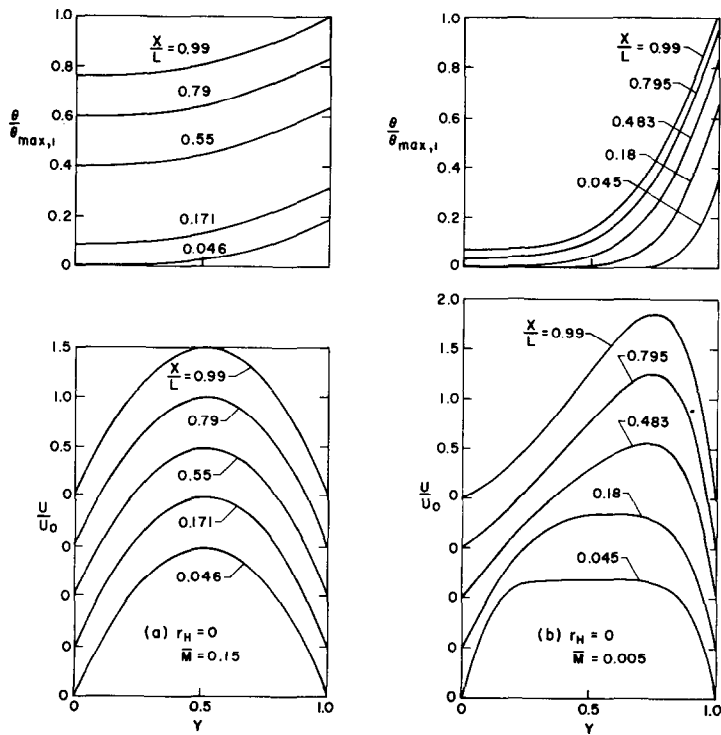 1.0
0.8
0.6
0.4
0.2
0
θ
θmax,1
X
L
=0.99
0.79
0.55
0.171
0.046
1.0
0.8
0.6
0.4
0.2
0
θ
θmax,1
X
L
=0.99
0.795
0.483
0.18
0.045
1.5
1.0
0.5
0
0
0
0
0
U
U0
X
L
=0.99
0.79
0.55
0.171
0.046
(a) rH=0
M̅=0.15
0
0.5
1.0
Y
2.0
1.5
1.0
0.5
0
0
0
0
0
U
U0
X
L
=0.99
0.795
0.483
0.18
0.045
(b) rH=0
M̅=0.005
0
0.5
1.0
Y